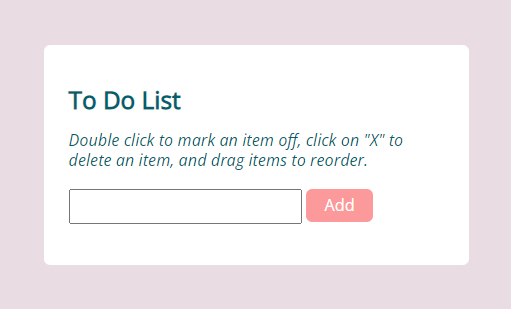 To Do List
Double click to mark an item off, click on "X" to
delete an item, and drag items to reorder.
Add